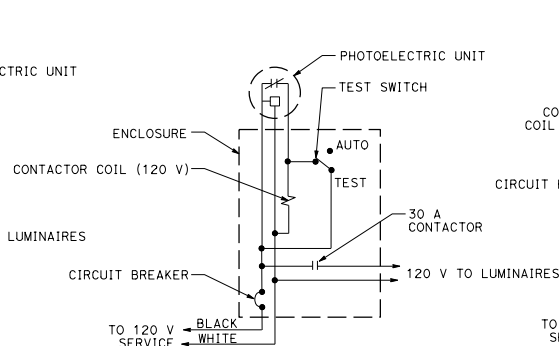 PHOTOELECTRIC UNIT
CTRIC UNIT
TEST SWITCH
CO
COIL
ENCLOSURE
AUTO
CONTACTOR COIL (120 V)
TEST
CIRCUIT
30 A
CONTACTOR
LUMINAIRES
CIRCUIT BREAKER
120 V TO LUMINAIRES
BLACK
TO 120 V
TO
WHITE
SERVICE